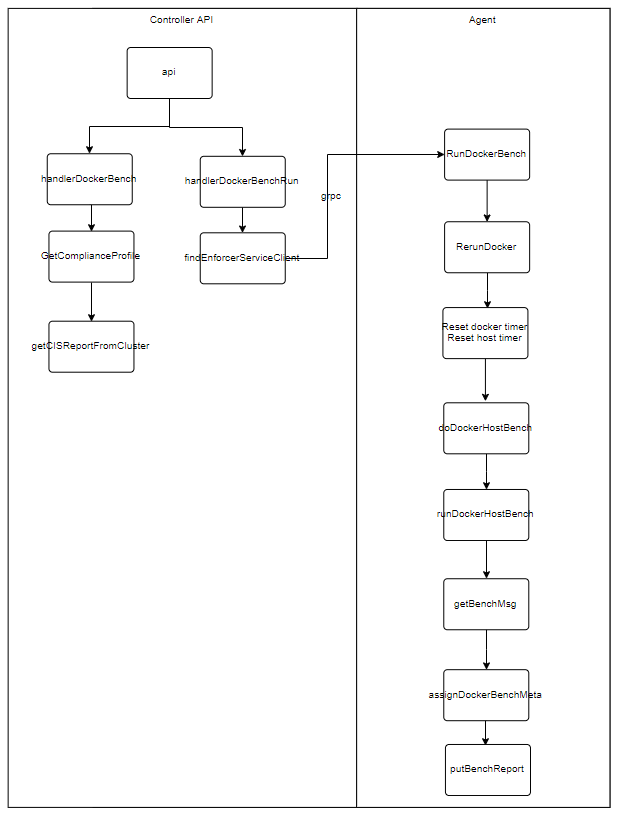 Controller API
Agent
api
handlerDockerBench
handlerDockerBenchRun
GetComplianceProfile
findEnforcerServiceClient
getCISReportFromCluster
grpc
RunDockerBench
RerunDocker
Reset docker timer
Reset host timer
doDockerHostBench
runDockerHostBench
getBenchMsg
assignDockerBenchMeta
putBenchReport